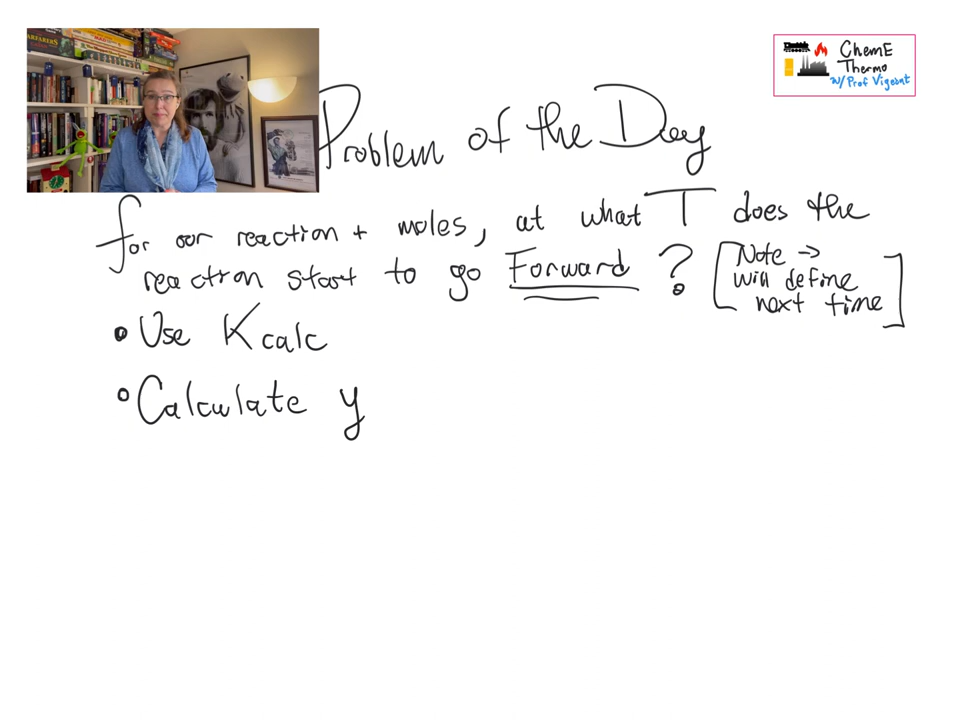 ChemE
Thermo
w/Prof Vigeant
Problem of the Day
for our reaction + moles, at what T does the
reaction start to go Forward ?
[Note →
will define
next time]
• Use Kcalc
• Calculate y